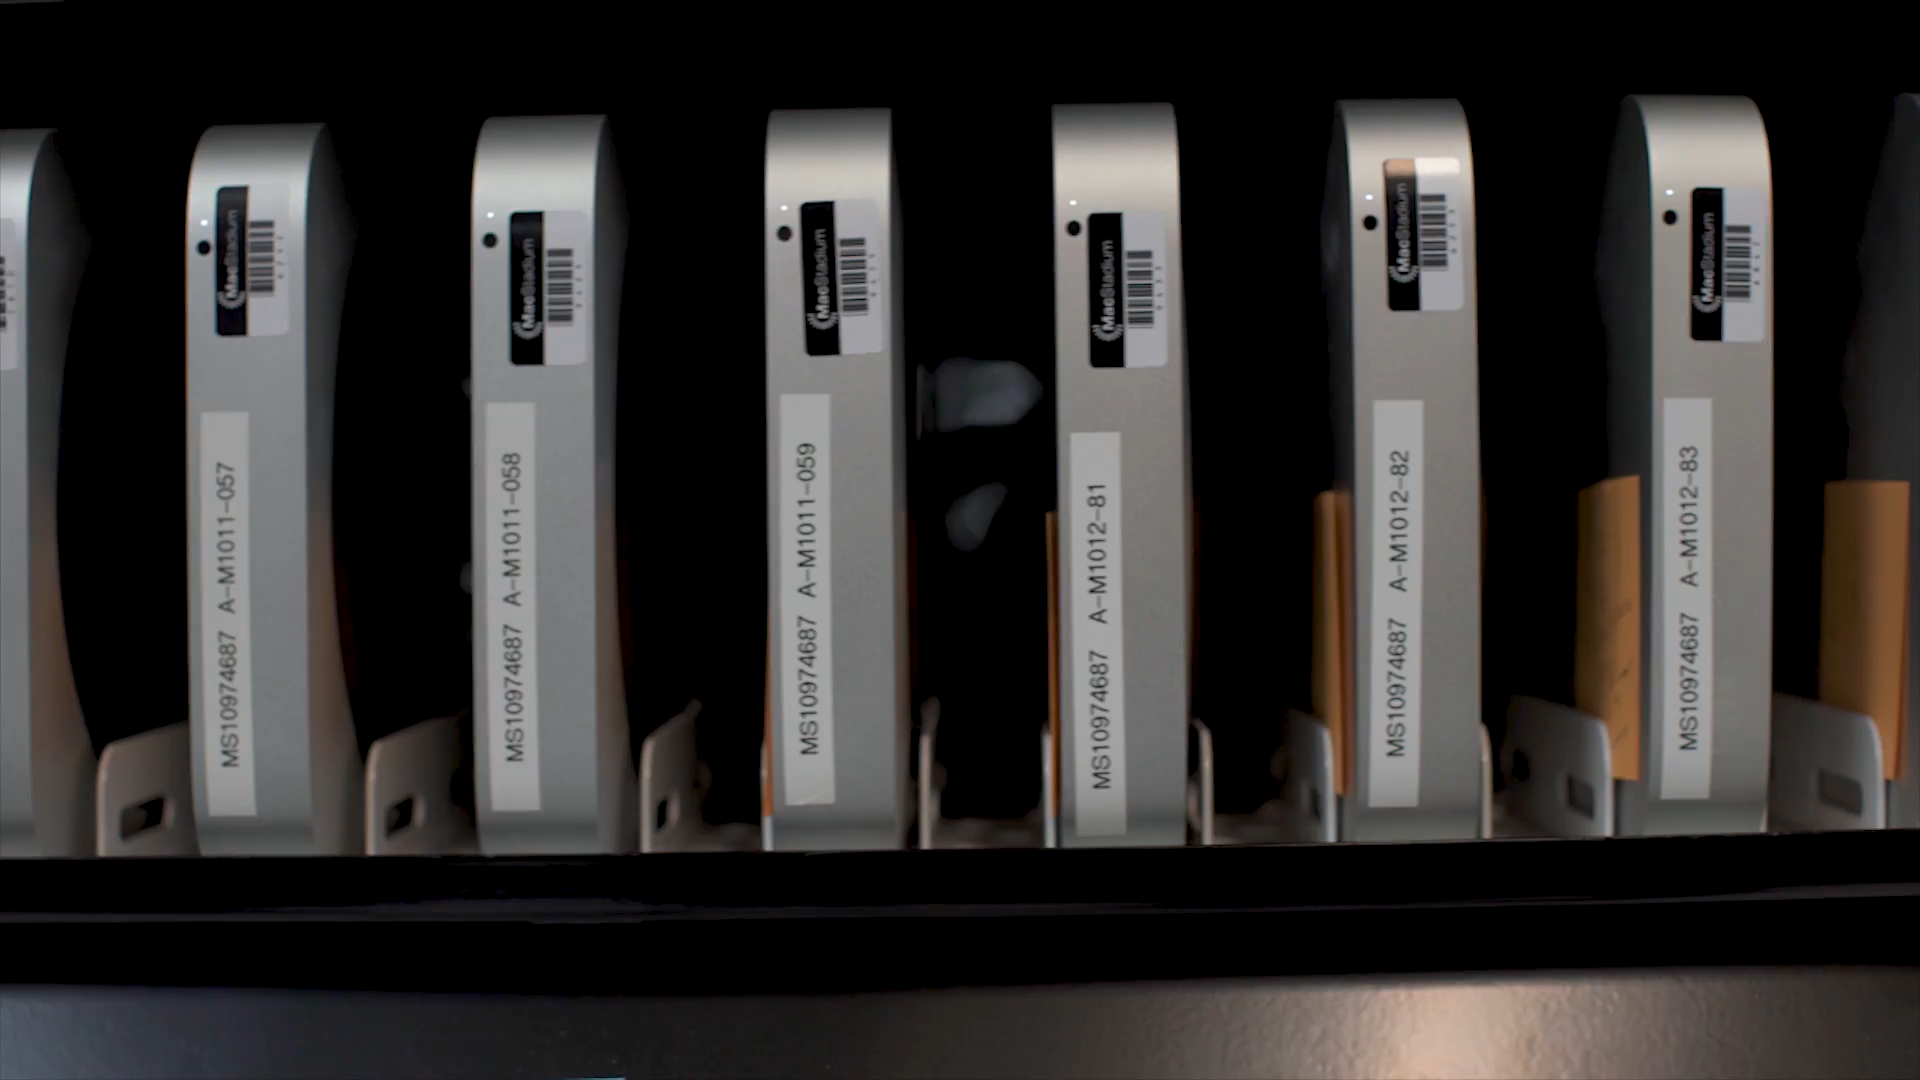 MacStadium
MS10974687 A-M1011-057
MacStadium
MS10974687 A-M1011-058
MacStadium
MS10974687 A-M1011-059
MacStadium
MS10974687 A-M1012-81
MacStadium
MS10974687 A-M1012-82
MacStadium
MS10974687 A-M1012-83